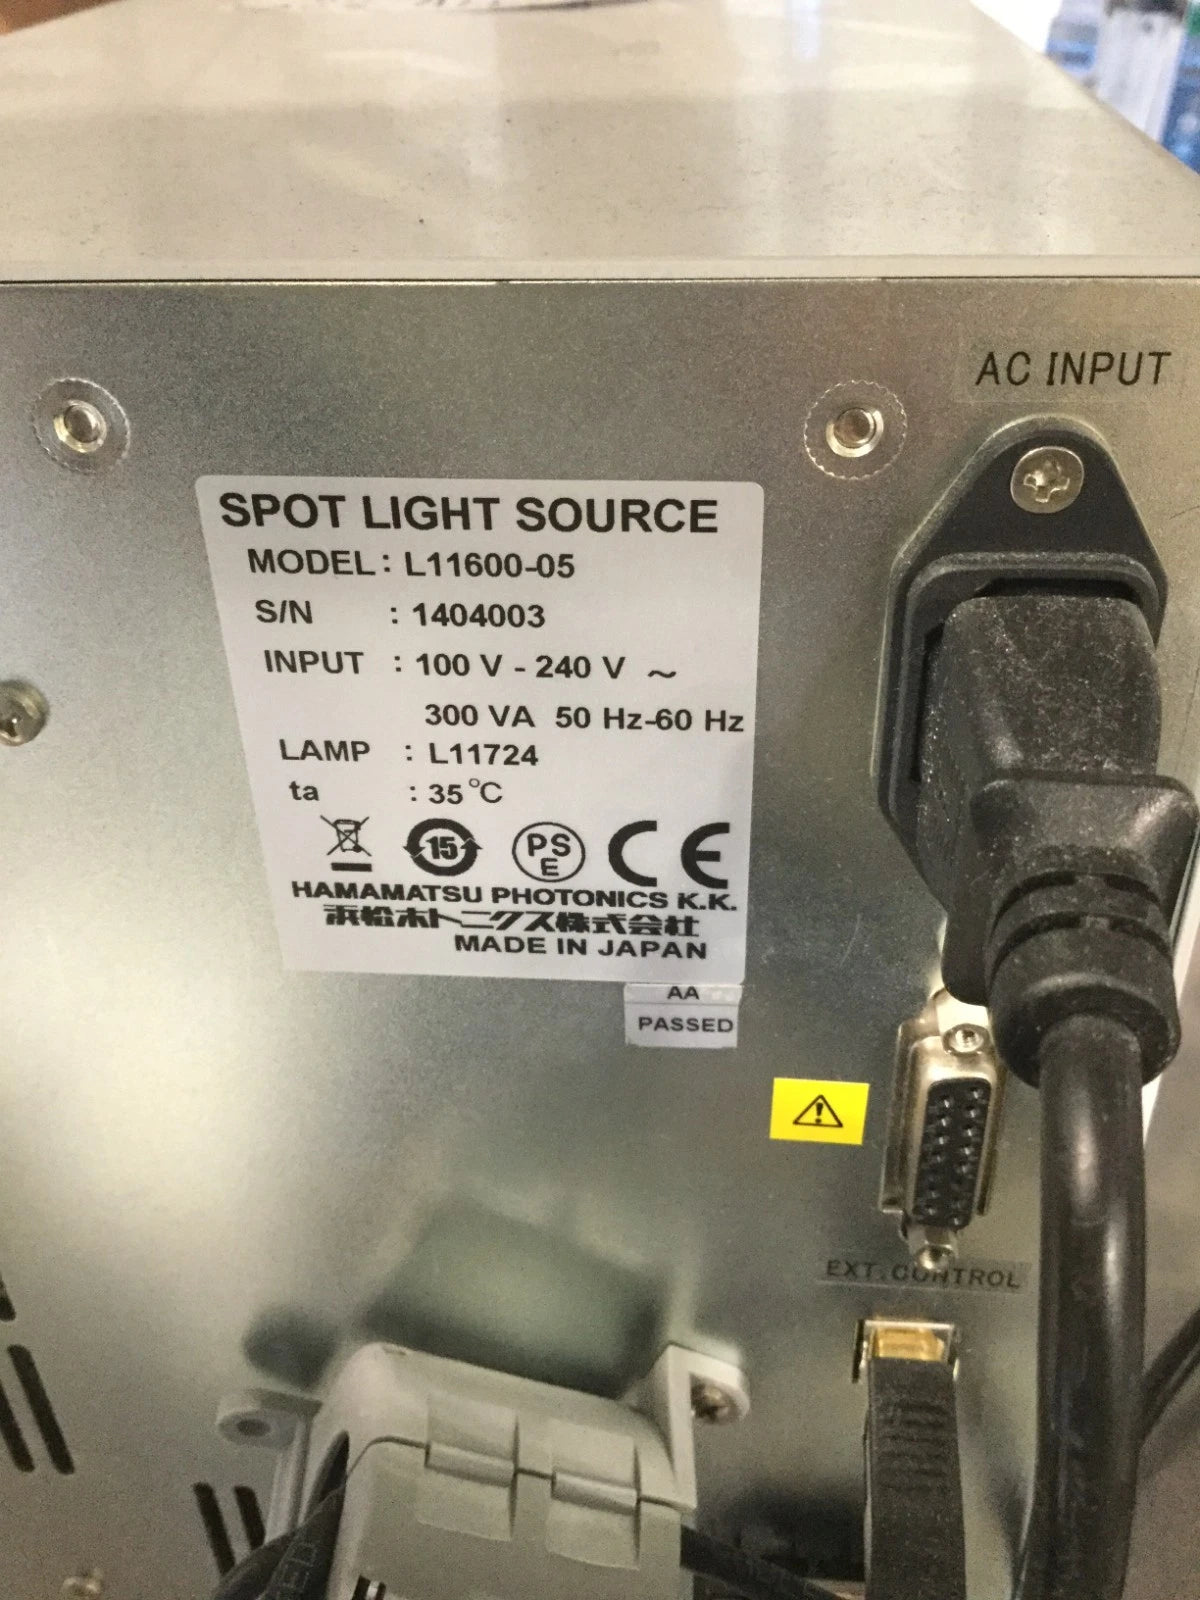 AC INPUT
SPOT LIGHT SOURCE
MODEL : L11600-05
S/N : 1404003
INPUT : 100 V - 240 V ~
300 VA 50 Hz-60 Hz
LAMP : L11724
ta : 35°C
15 PS E CE
HAMAMATSU PHOTONICS K.K.
浜松ホトニクス株式会社
MADE IN JAPAN
AA
PASSED
EXT. CONTROL